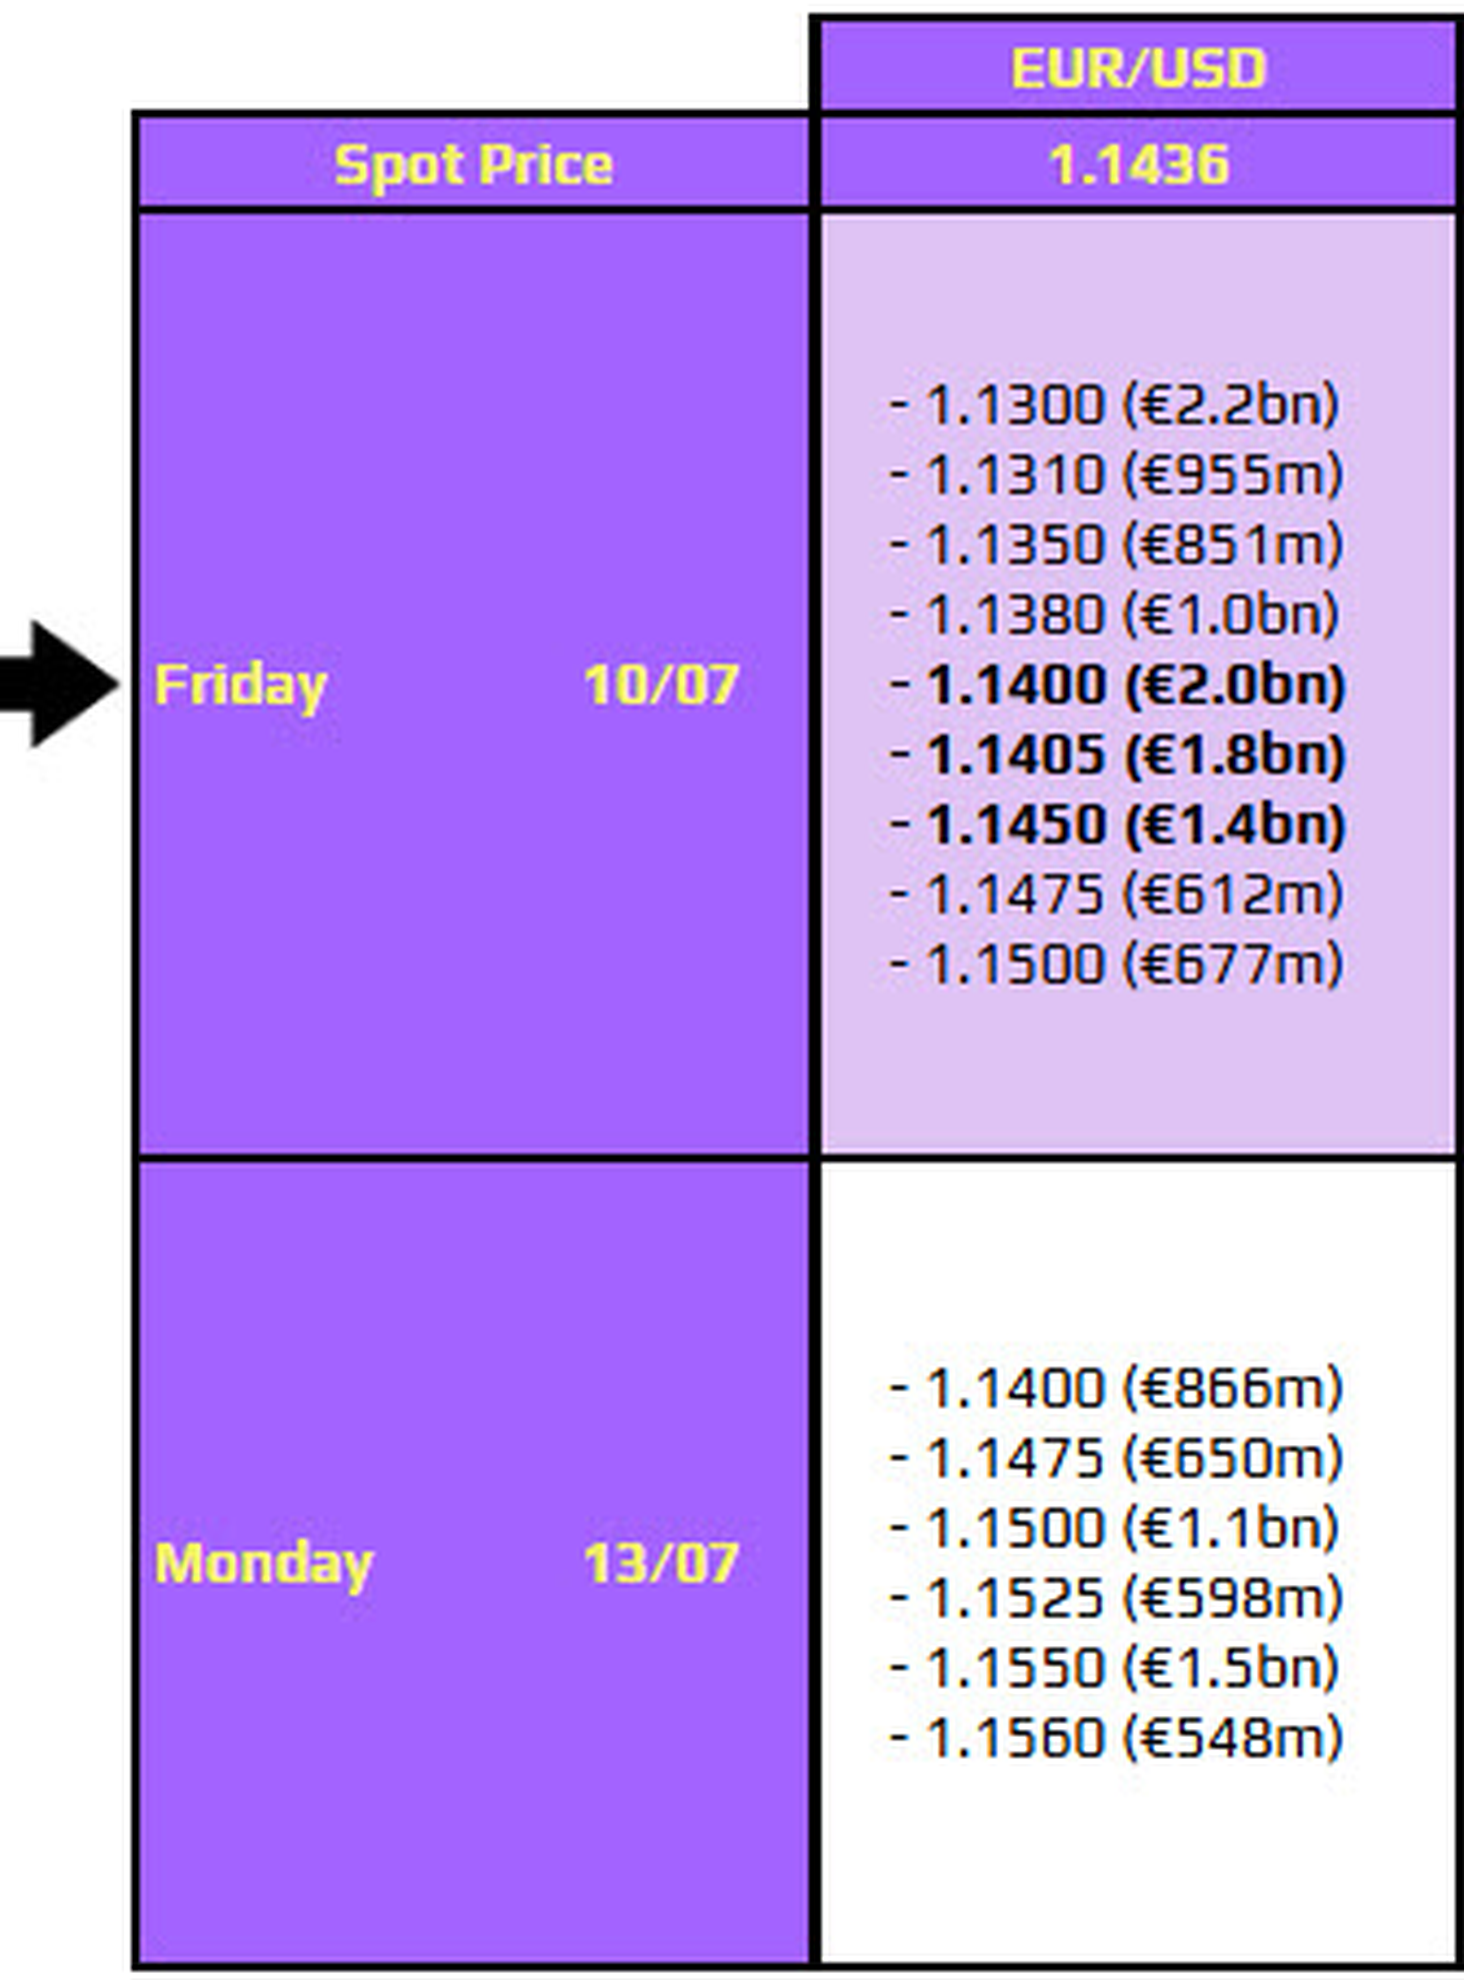 EUR/USD
Spot Price 1.1436
Friday 10/07
- 1.1300 (€2.2bn)
- 1.1310 (€955m)
- 1.1350 (€851m)
- 1.1380 (€1.0bn)
- 1.1400 (€2.0bn)
- 1.1405 (€1.8bn)
- 1.1450 (€1.4bn)
- 1.1475 (€612m)
- 1.1500 (€677m)
Monday 13/07
- 1.1400 (€866m)
- 1.1475 (€650m)
- 1.1500 (€1.1bn)
- 1.1525 (€598m)
- 1.1550 (€1.5bn)
- 1.1560 (€548m)